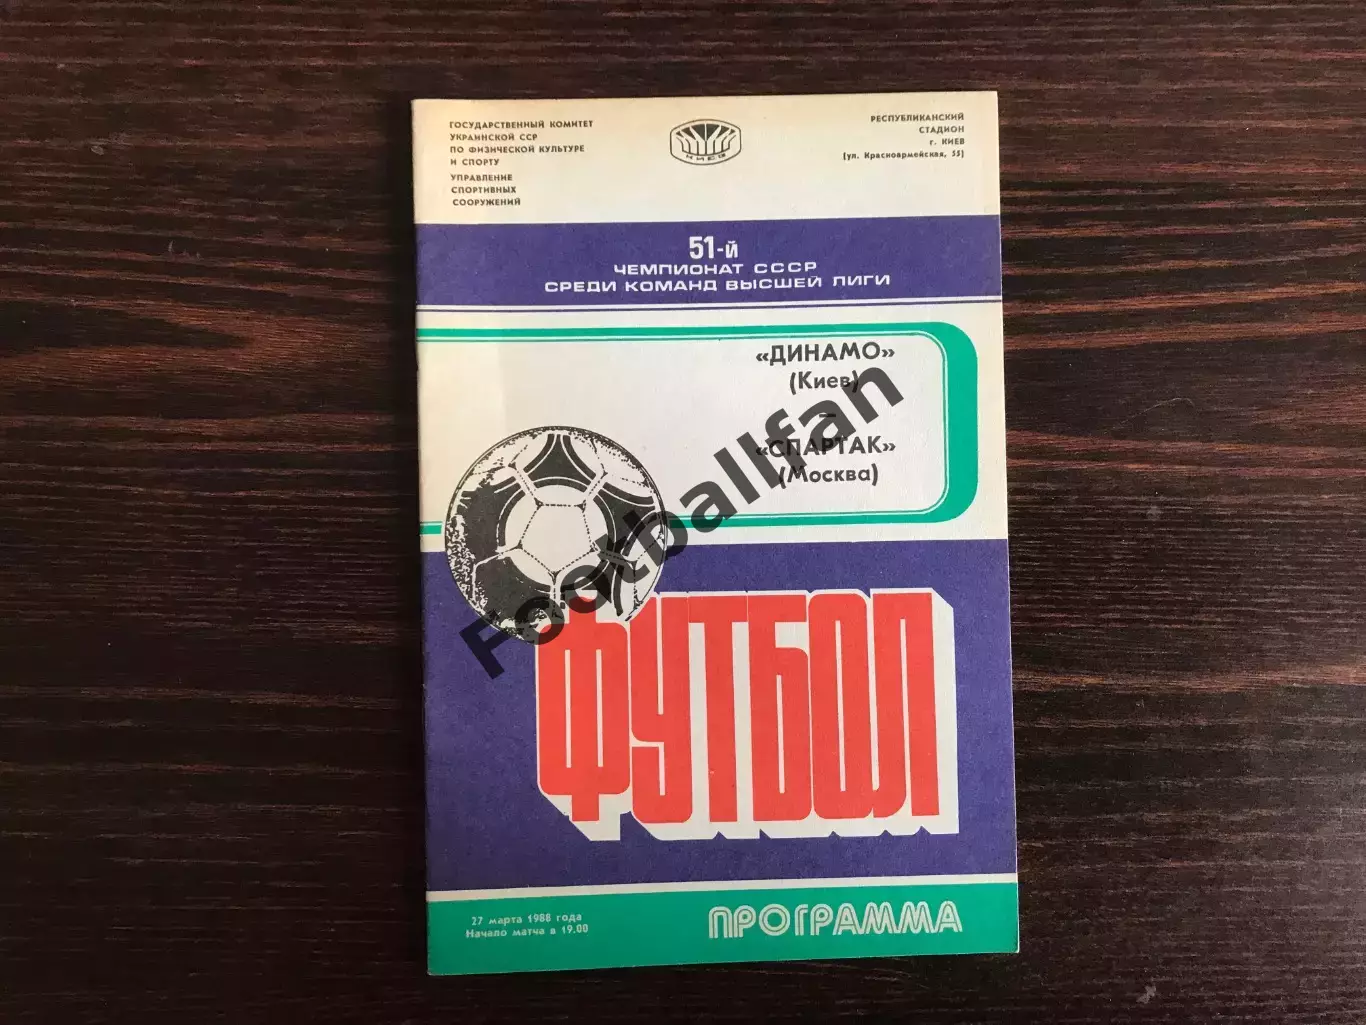 ГОСУДАРСТВЕННЫЙ КОМИТЕТ
УКРАИНСКОЙ ССР
ПО ФИЗИЧЕСКОЙ КУЛЬТУРЕ
И СПОРТУ
УПРАВЛЕНИЕ
СПОРТИВНЫХ
СООРУЖЕНИЙ
КИЕВ
РЕСПУБЛИКАНСКИЙ
СТАДИОН
г. КИЕВ
(ул. Красноармейская, 55)
51-й
ЧЕМПИОНАТ СССР
СРЕДИ КОМАНД ВЫСШЕЙ ЛИГИ
«ДИНАМО»
(Киев)
—
«СПАРТАК»
(Москва)
Footballfan
ФУТБОЛ
27 марта 1988 года
Начало матча в 19.00
ПРОГРАММА